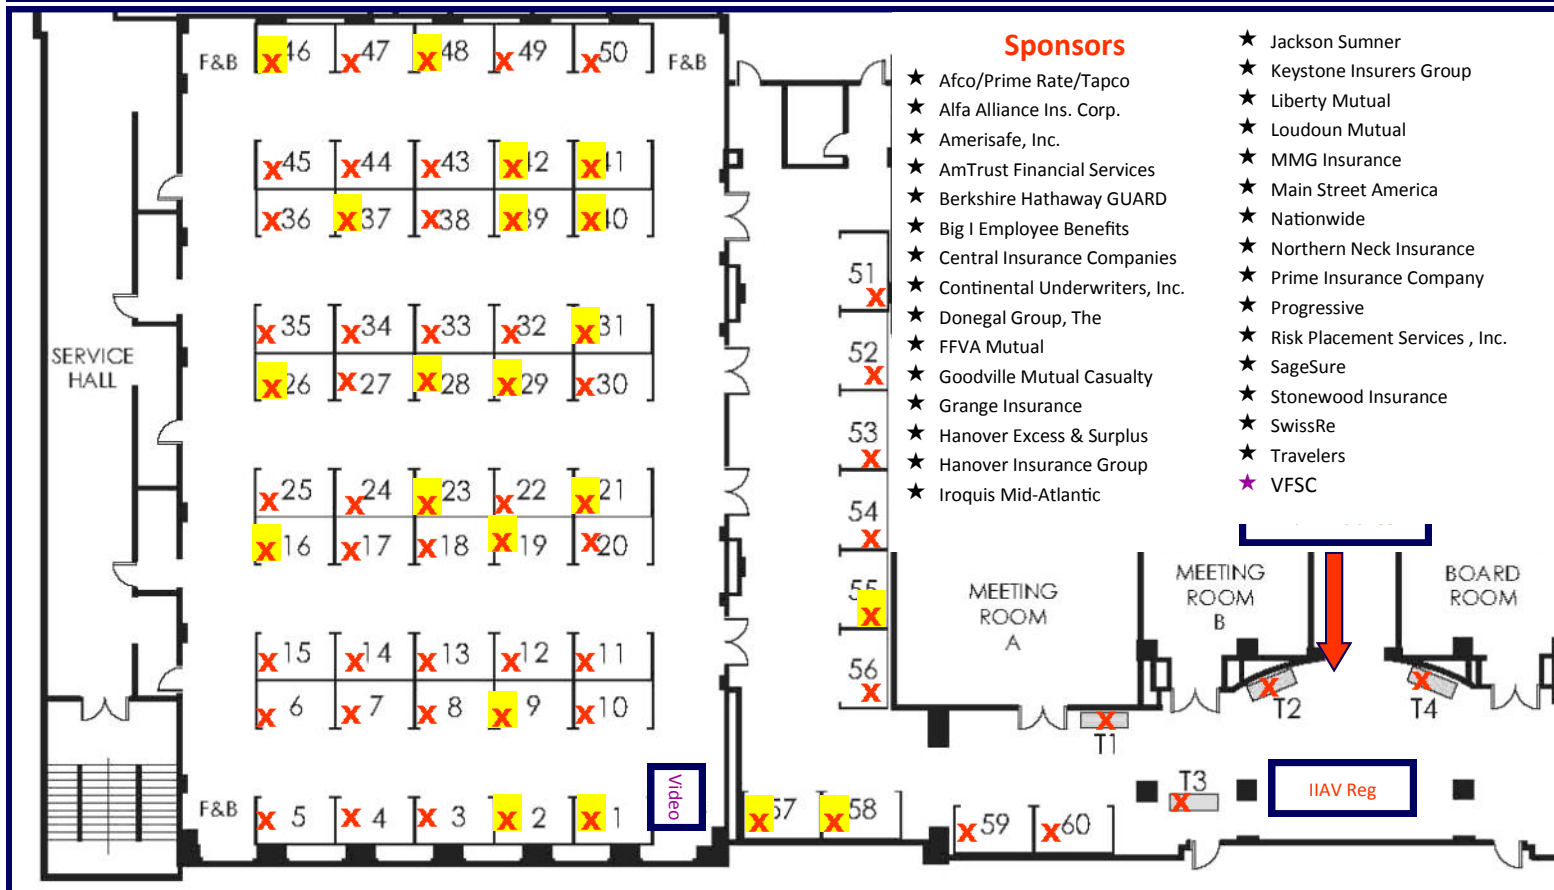 F&B X 46 X 47 X 48 X 49 X 50 F&B
X 45 X 44 X 43 X 42 X 41
X 36 X 37 X 38 X 39 X 40
X 35 X 34 X 33 X 32 X 31
X 26 X 27 X 28 X 29 X 30
SERVICE
HALL
X 25 X 24 X 23 X 22 X 21
X 16 X 17 X 18 X 19 X 20
X 15 X 14 X 13 X 12 X 11
X 6 X 7 X 8 X 9 X 10
F&B X 5 X 4 X 3 X 2 X 1
Video
51
X
52
X
53
X
54
X
55
X
56
X
X 57 X 58
X 59 X 60
Sponsors
★ Afco/Prime Rate/Tapco
★ Alfa Alliance Ins. Corp.
★ Amerisafe, Inc.
★ AmTrust Financial Services
★ Berkshire Hathaway GUARD
★ Big I Employee Benefits
★ Central Insurance Companies
★ Continental Underwriters, Inc.
★ Donegal Group, The
★ FFVA Mutual
★ Goodville Mutual Casualty
★ Grange Insurance
★ Hanover Excess & Surplus
★ Hanover Insurance Group
★ Iroquis Mid-Atlantic
★ Jackson Sumner
★ Keystone Insurers Group
★ Liberty Mutual
★ Loudoun Mutual
★ MMG Insurance
★ Main Street America
★ Nationwide
★ Northern Neck Insurance
★ Prime Insurance Company
★ Progressive
★ Risk Placement Services , Inc.
★ SageSure
★ Stonewood Insurance
★ SwissRe
★ Travelers
★ VFSC
MEETING
ROOM
A
MEETING
ROOM
B
BOARD
ROOM
X
T1
X
T2
T3
X
X
T4
IIAV Reg